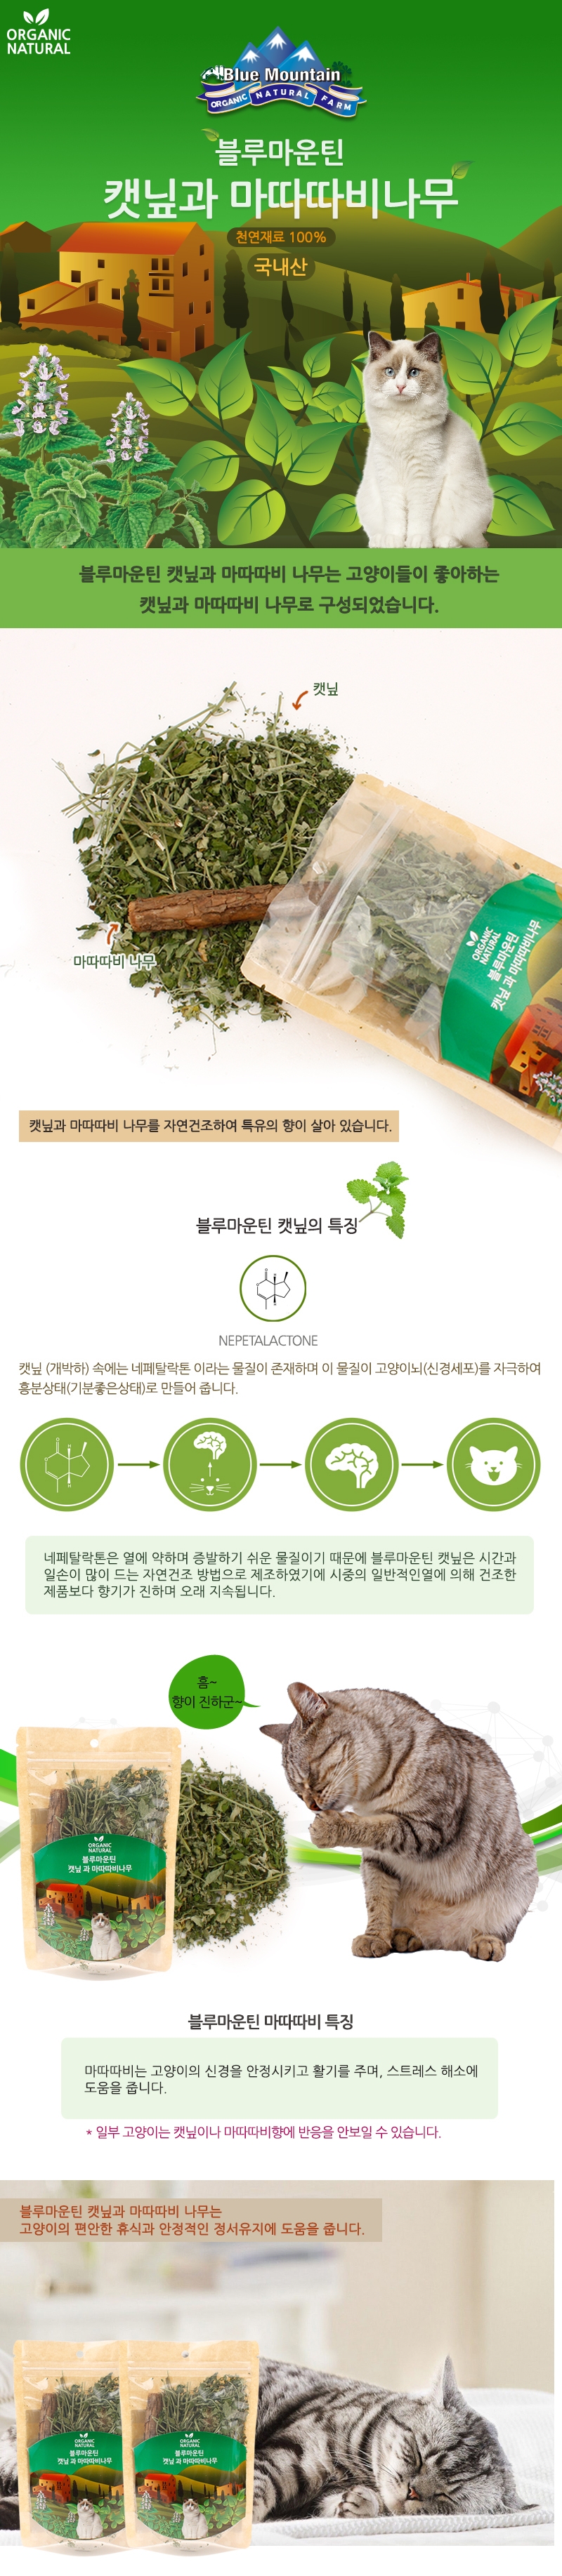 ORGANIC
NATURAL
Blue Mountain
ORGANIC NATURAL FARM
블루마운틴
캣닢과 마따따비나무
천연재료 100%
국내산
블루마운틴 캣닢과 마따따비 나무는 고양이들이 좋아하는
캣닢과 마따따비 나무로 구성되었습니다.
캣닢
마따따비 나무
ORGANIC
NATURAL
블루마운틴
캣닢 과 마따따비나무
캣닢과 마따따비 나무를 자연건조하여 특유의 향이 살아 있습니다.
블루마운틴 캣닢의 특징
NEPETALACTONE
캣닢 (개박하) 속에는 네페탈락톤 이라는 물질이 존재하며 이 물질이 고양이뇌(신경세포)를 자극하여
흥분상태(기분좋은상태)로 만들어 줍니다.
네페탈락톤은 열에 약하며 증발하기 쉬운 물질이기 때문에 블루마운틴 캣닢은 시간과
일손이 많이 드는 자연건조 방법으로 제조하였기에 시중의 일반적인열에 의해 건조한
제품보다 향기가 진하며 오래 지속됩니다.
흠~
향이 진하군~
ORGANIC
NATURAL
블루마운틴
캣닢 과 마따따비나무
블루마운틴 마따따비 특징
마따따비는 고양이의 신경을 안정시키고 활기를 주며, 스트레스 해소에
도움을 줍니다.
* 일부 고양이는 캣닢이나 마따따비향에 반응을 안보일 수 있습니다.
블루마운틴 캣닢과 마따따비 나무는
고양이의 편안한 휴식과 안정적인 정서유지에 도움을 줍니다.
ORGANIC
NATURAL
블루마운틴
캣닢 과 마따따비나무
ORGANIC
NATURAL
블루마운틴
캣닢 과 마따따비나무